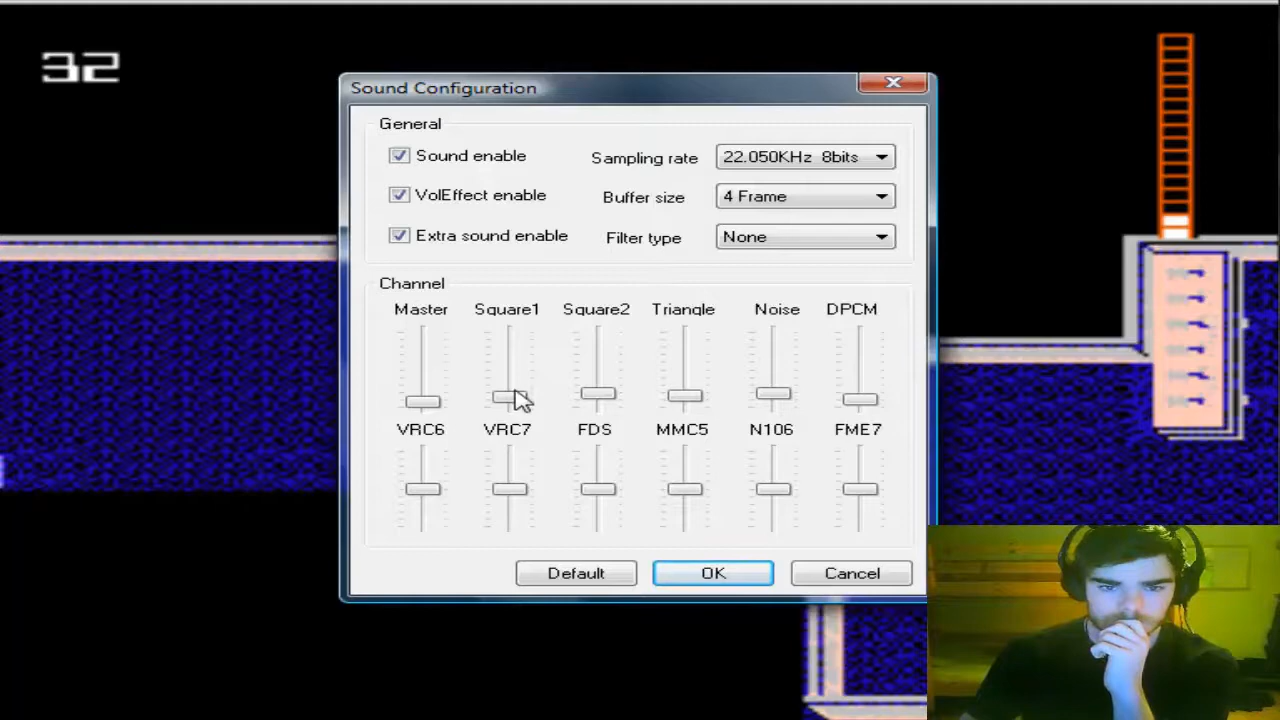 32
Sound Configuration
General
Sound enable
Sampling rate
22.050KHz 8bits
VolEffect enable
Buffer size
4 Frame
Extra sound enable
Filter type
None
Channel
Master Square1 Square2 Triangle Noise DPCM
VRC6 VRC7 FDS MMC5 N106 FME7
Default OK Cancel